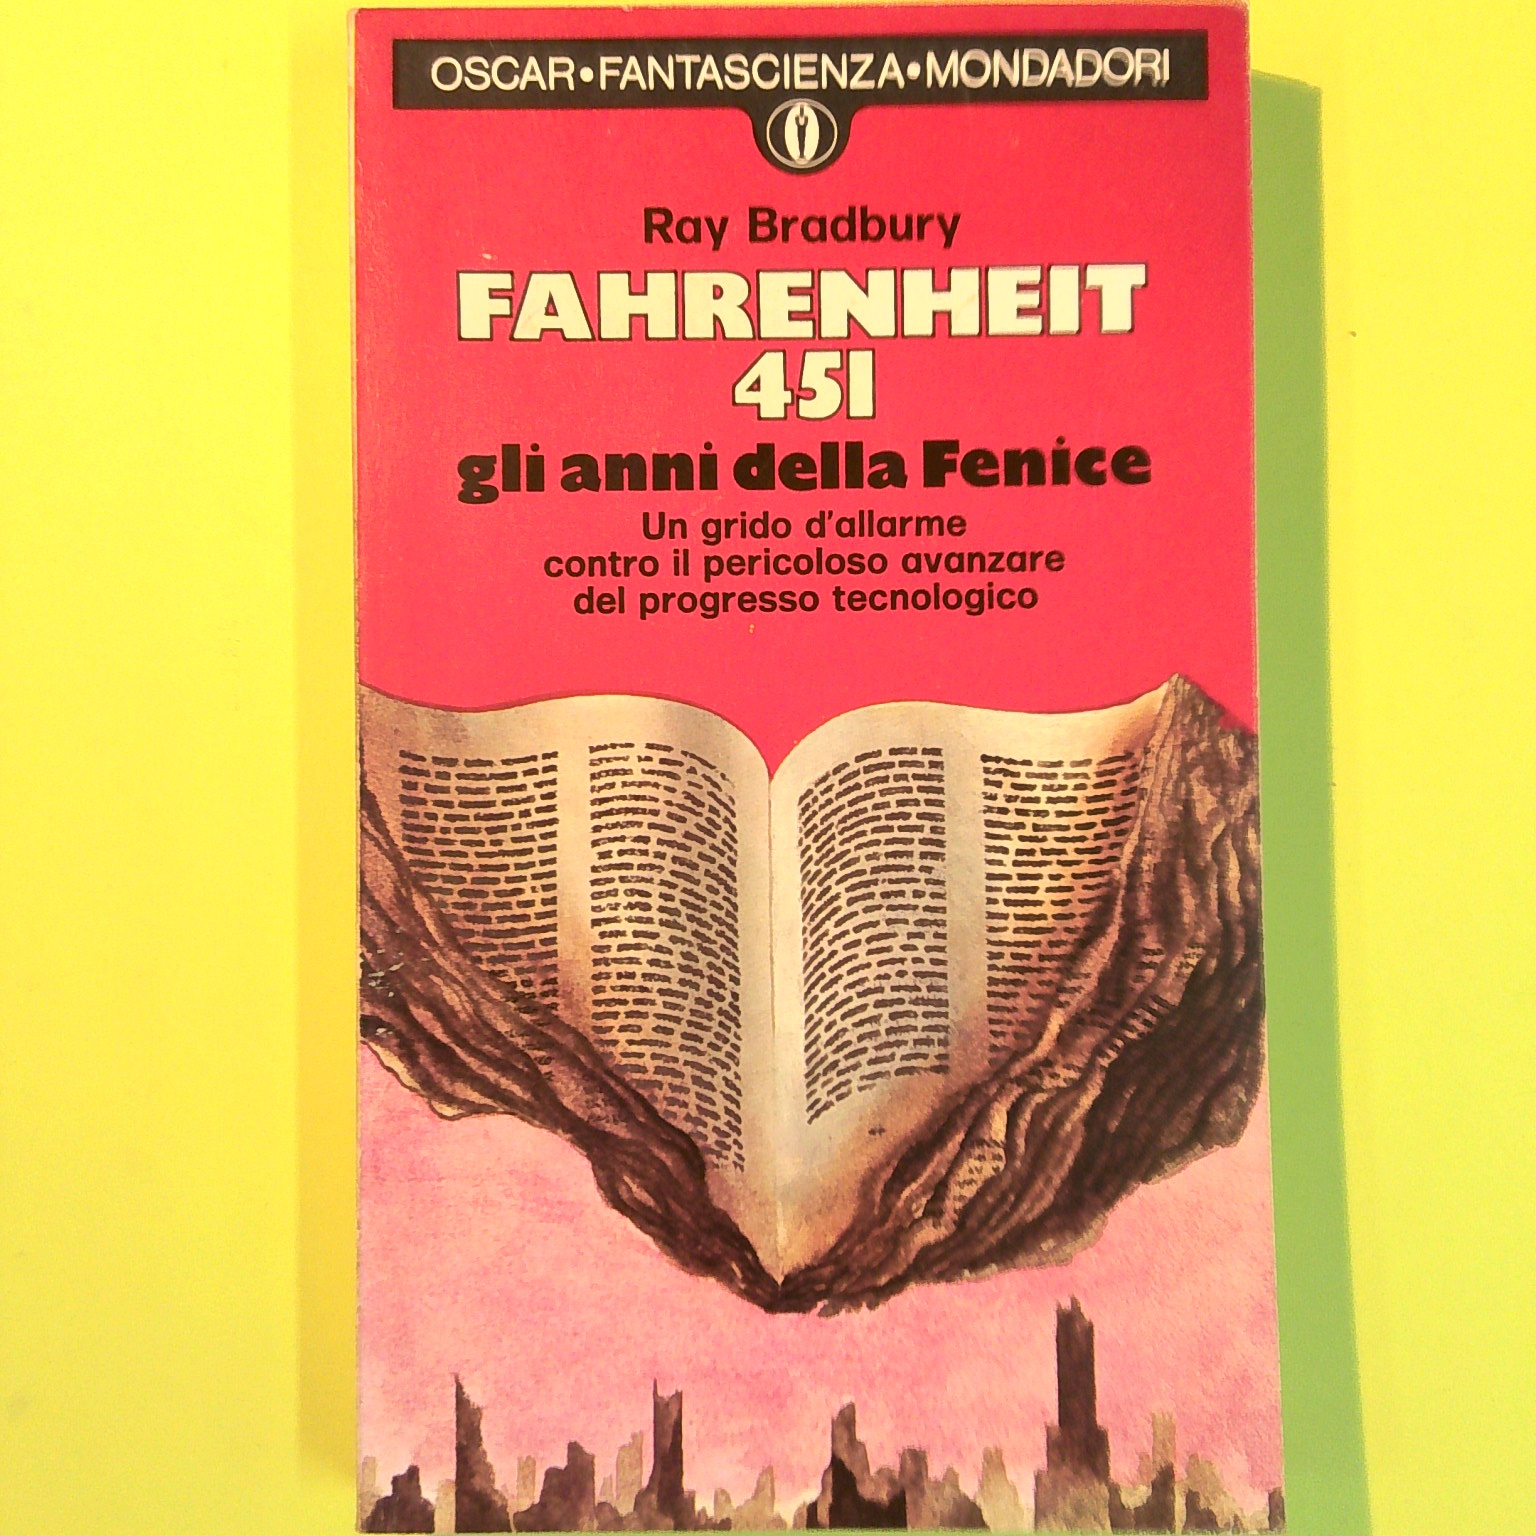 OSCAR•FANTASCIENZA•MONDADORI
Ray Bradbury
FAHRENHEIT
451
gli anni della Fenice
Un grido d'allarme
contro il pericoloso avanzare
del progresso tecnologico